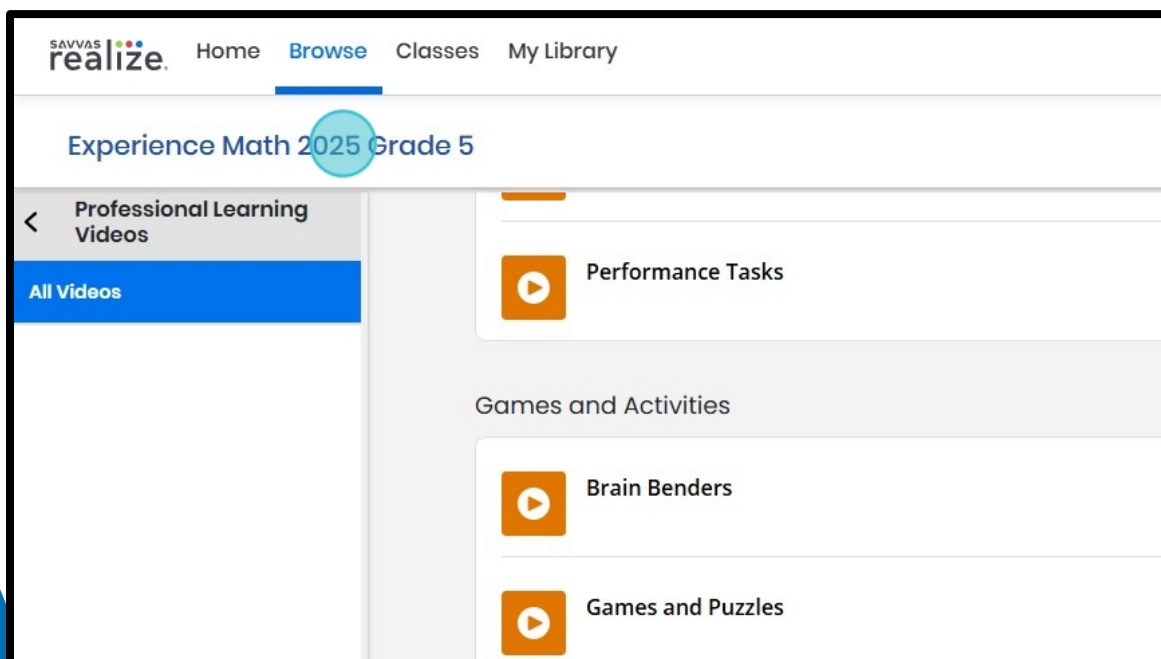 SAVVAS
realize.
Home Browse Classes My Library
Experience Math 2025 Grade 5
Professional Learning
Videos
All Videos
Performance Tasks
Games and Activities
Brain Benders
Games and Puzzles